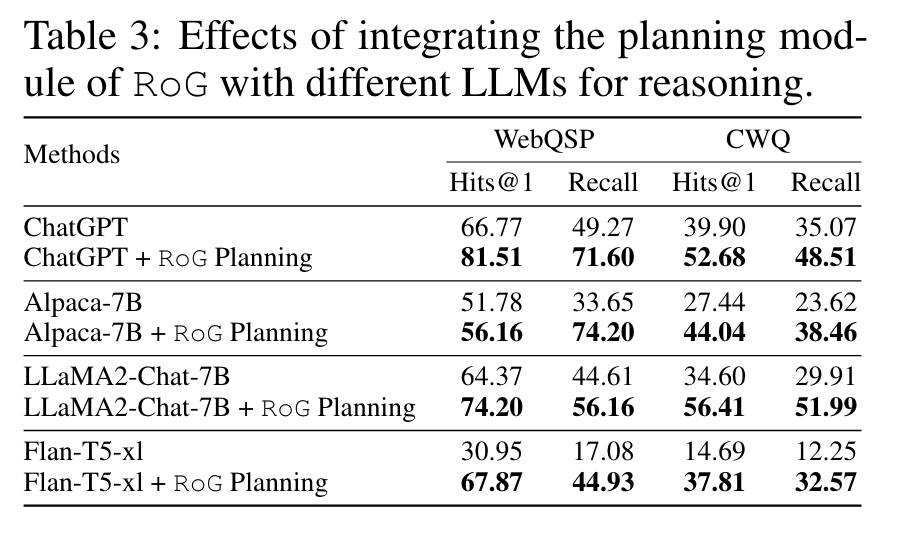 Table 3: Effects of integrating the planning mod-
ule of RoG with different LLMs for reasoning.
Methods WebQSP CWQ
Hits@1 Recall Hits@1 Recall
ChatGPT 66.77 49.27 39.90 35.07
ChatGPT + RoG Planning 81.51 71.60 52.68 48.51
Alpaca-7B 51.78 33.65 27.44 23.62
Alpaca-7B + RoG Planning 56.16 74.20 44.04 38.46
LLaMA2-Chat-7B 64.37 44.61 34.60 29.91
LLaMA2-Chat-7B + RoG Planning 74.20 56.16 56.41 51.99
Flan-T5-xl 30.95 17.08 14.69 12.25
Flan-T5-xl + RoG Planning 67.87 44.93 37.81 32.57